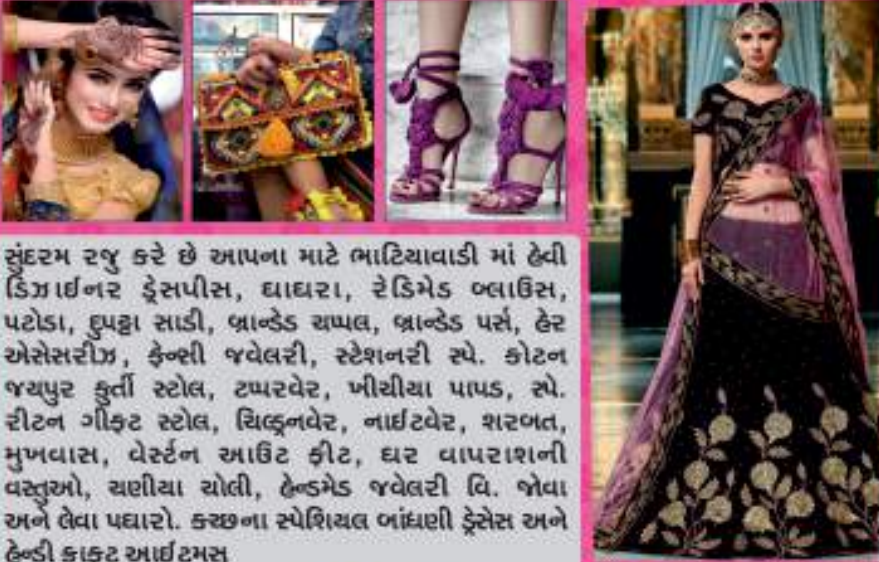 સુંદરમ રજુ કરે છે આપના માટે ભાટિયાવાડી માં હેવી
ડિઝાઈનર ડ્રેસપીસ, ઘાઘરા, રેડિમેડ બ્લાઉસ,
પટોડા, દુપટ્ટા સાડી, બ્રાન્ડેડ ચપ્પલ, બ્રાન્ડેડ પર્સ, હેર
એસેસરીઝ, ફેન્સી જવેલરી, સ્ટેશનરી સ્પે. કોટન
જયપુર કુર્તી સ્ટોલ, ટપ્પરવેર, ખીચીયા પાપડ, સ્પે.
રીટન ગીફ્ટ સ્ટોલ, ચિલ્ડ્રનવેર, નાઈટવેર, શરબત,
મુખવાસ, વેર્સ્ટન આઉટ ફીટ, ઘર વાપરાશની
વસ્તુઓ, ચણીયા ચોલી, હેન્ડમેડ જવેલરી વિ. જોવા
અને લેવા પધારો. કચ્છના સ્પેશિયલ બાંધણી ડ્રેસેસ અને
હેન્ડી ક્રાફ્ટ આઈટમસ